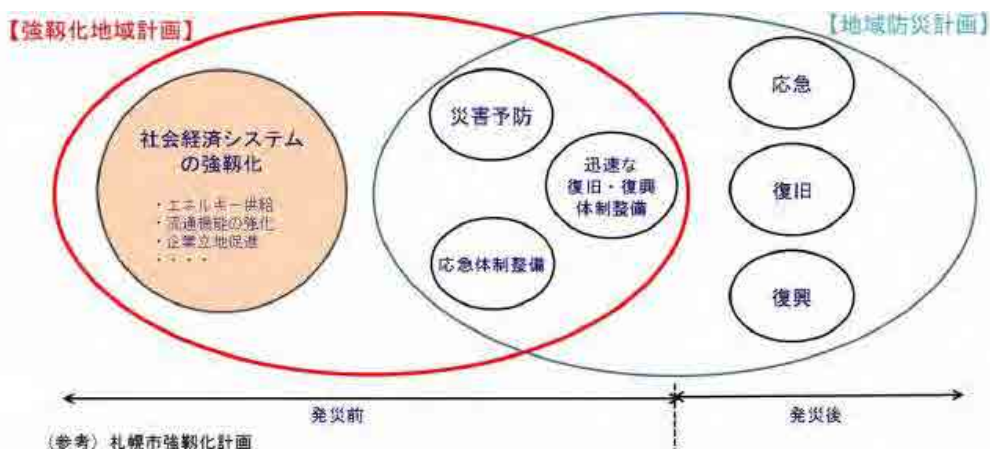 【強靱化地域計画】
【地域防災計画】
社会経済システム
の強靱化
・エネルギー供給
・流通機能の強化
・企業立地促進
・・・・
災害予防
迅速な
復旧・復興
体制整備
応急体制整備
応急
復旧
復興
発災前
発災後
(参考) 札幌市強靱化計画